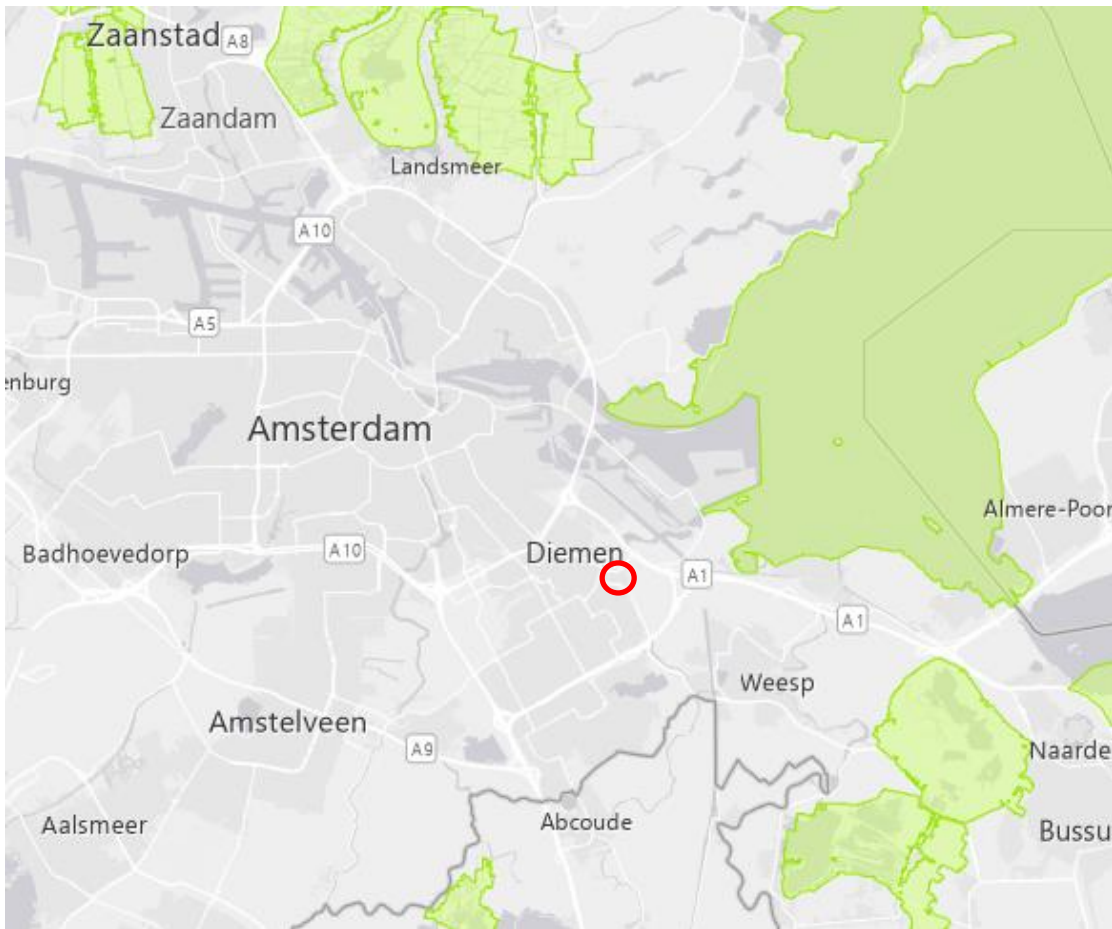 Zaanstad
A8
Zaandam
Landsmeer
A10
A5
enburg
Amsterdam
Almere-Poor
Badhoevedorp
A10
Diemen
A1
A1
Weesp
Amstelveen
A9
Naarde
Aalsmeer
Abcoude
Bussu